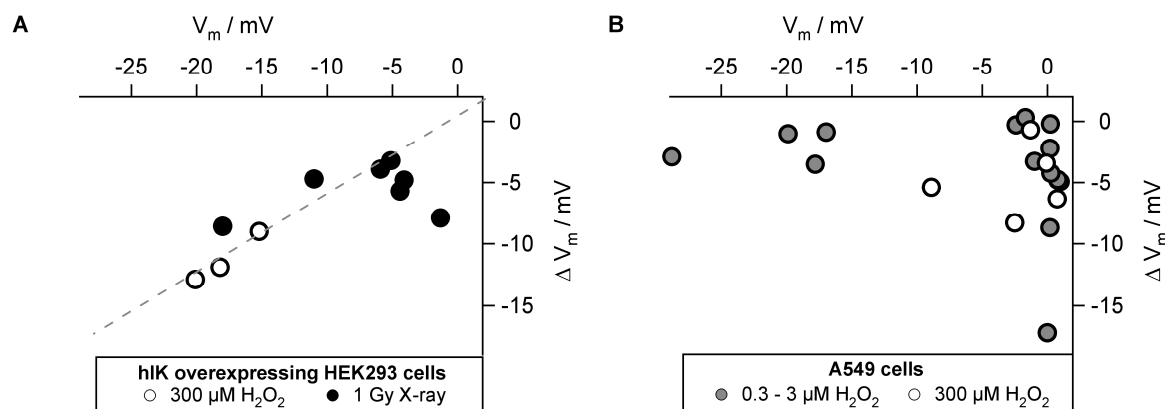 A
V_m / mV
-25 -20 -15 -10 -5 0
0
-5
-10
-15
Δ V_m / mV
hIK overexpressing HEK293 cells
300 µM H₂O₂ 1 Gy X-ray
B
V_m / mV
-25 -20 -15 -10 -5 0
0
-5
-10
-15
Δ V_m / mV
A549 cells
0.3 - 3 µM H₂O₂ 300 µM H₂O₂